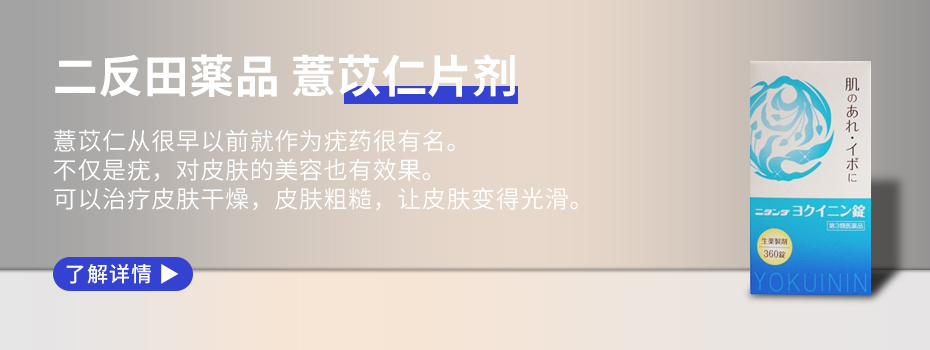 二反田薬品 薏苡仁片剂
薏苡仁从很早以前就作为疣药很有名。
不仅是疣，对皮肤的美容也有效果。
可以治疗皮肤干燥，皮肤粗糙，让皮肤变得光滑。
了解详情 ▶
肌のあれ・イボに
ニタンダ ヨクイニン錠
第3類医薬品
生薬製剤
360錠
YOKUININ